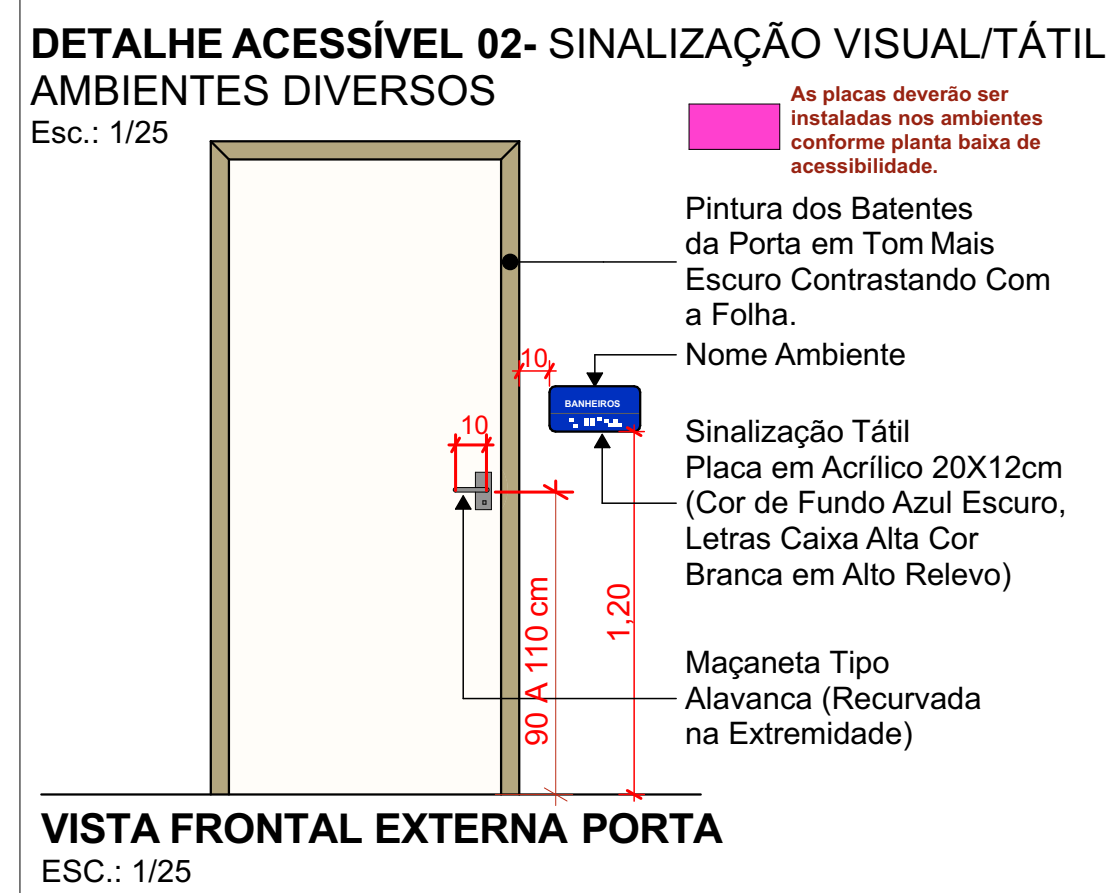 DETALHE ACESSÍVEL 02- SINALIZAÇÃO VISUAL/TÁTIL
AMBIENTES DIVERSOS
Esc.: 1/25
As placas deverão ser
instaladas nos ambientes
conforme planta baixa de
acessibilidade.
Pintura dos Batentes
da Porta em Tom Mais
Escuro Contrastando Com
a Folha.
10
Nome Ambiente
BANHEIROS
10
Sinalização Tátil
Placa em Acrílico 20X12cm
(Cor de Fundo Azul Escuro,
Letras Caixa Alta Cor
Branca em Alto Relevo)
90 A 110 cm
1,20
Maçaneta Tipo
Alavanca (Recurvada
na Extremidade)
VISTA FRONTAL EXTERNA PORTA
ESC.: 1/25